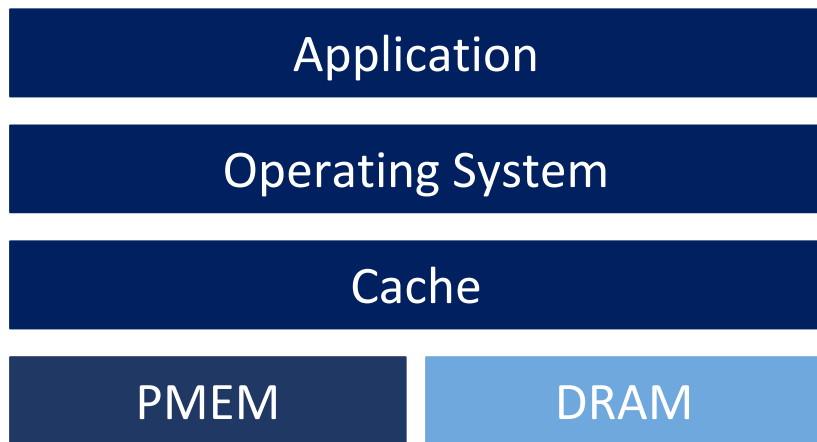 Application
Operating System
Cache
PMEM
DRAM